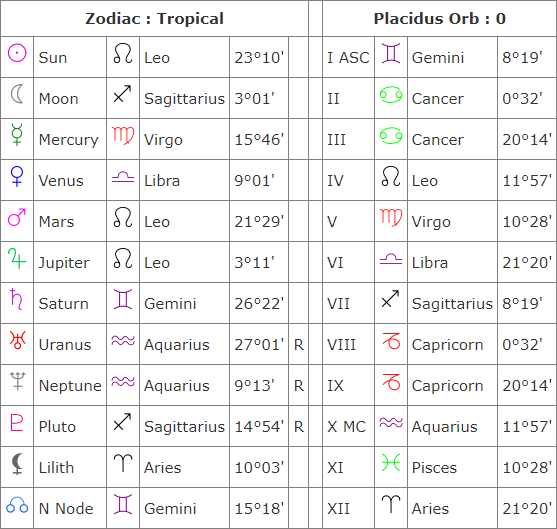 Zodiac : Tropical Placidus Orb : 0
Sun Leo 23°10' I ASC Gemini 8°19'
Moon Sagittarius 3°01' II Cancer 0°32'
Mercury Virgo 15°46' III Cancer 20°14'
Venus Libra 9°01' IV Leo 11°57'
Mars Leo 21°29' V Virgo 10°28'
Jupiter Leo 3°11' VI Libra 21°20'
Saturn Gemini 26°22' VII Sagittarius 8°19'
Uranus Aquarius 27°01' R VIII Capricorn 0°32'
Neptune Aquarius 9°13' R IX Capricorn 20°14'
Pluto Sagittarius 14°54' R X MC Aquarius 11°57'
Lilith Aries 10°03' XI Pisces 10°28'
N Node Gemini 15°18' XII Aries 21°20'